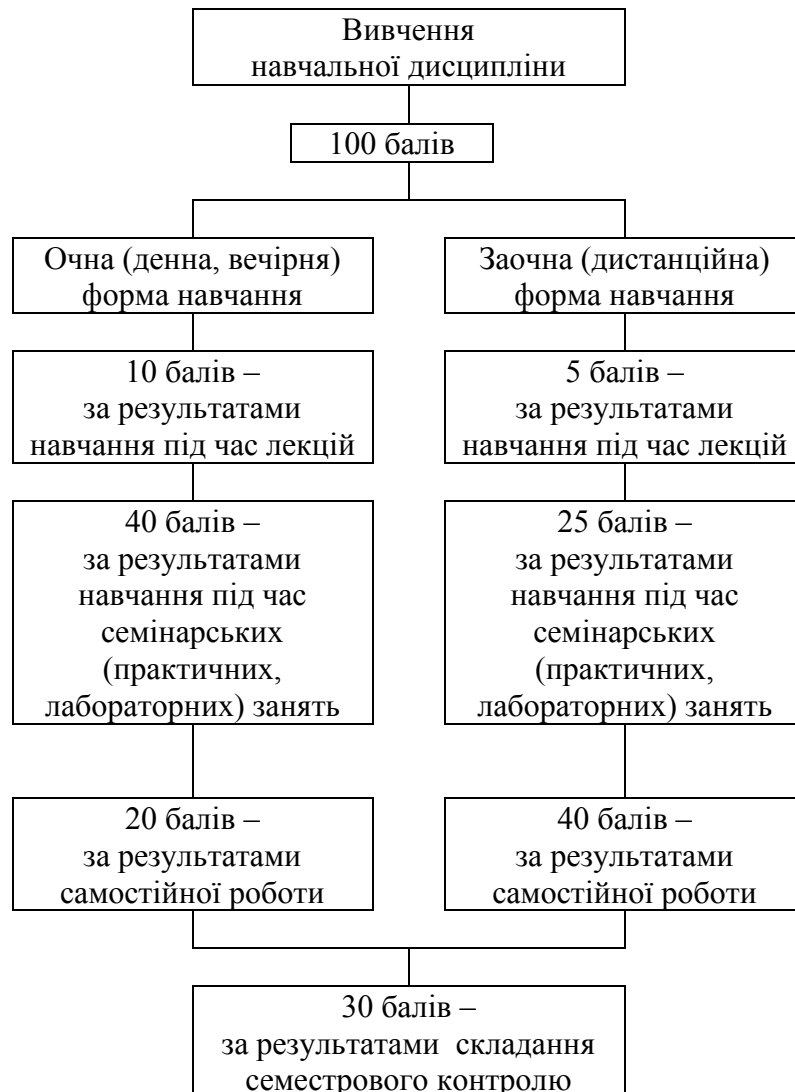 Вивчення
навчальної дисципліни
100 балів
Очна (денна, вечірня)
форма навчання
Заочна (дистанційна)
форма навчання
10 балів –
за результатами
навчання під час лекцій
5 балів –
за результатами
навчання під час лекцій
40 балів –
за результатами
навчання під час
семінарських
(практичних,
лабораторних) занять
25 балів –
за результатами
навчання під час
семінарських
(практичних,
лабораторних) занять
20 балів –
за результатами
самостійної роботи
40 балів –
за результатами
самостійної роботи
30 балів –
за результатами складання
семестрового контролю